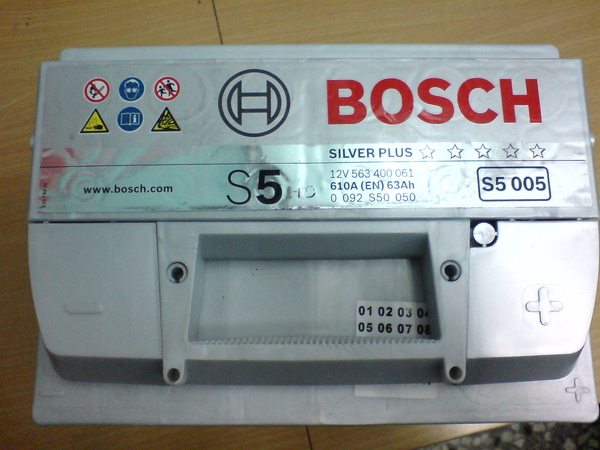 BOSCH
SILVER PLUS
www.bosch.com
S5
12V 563 400 061
610A (EN) 63Ah
0 092 S50 050
S5 005
01 02 03 04
05 06 07 08